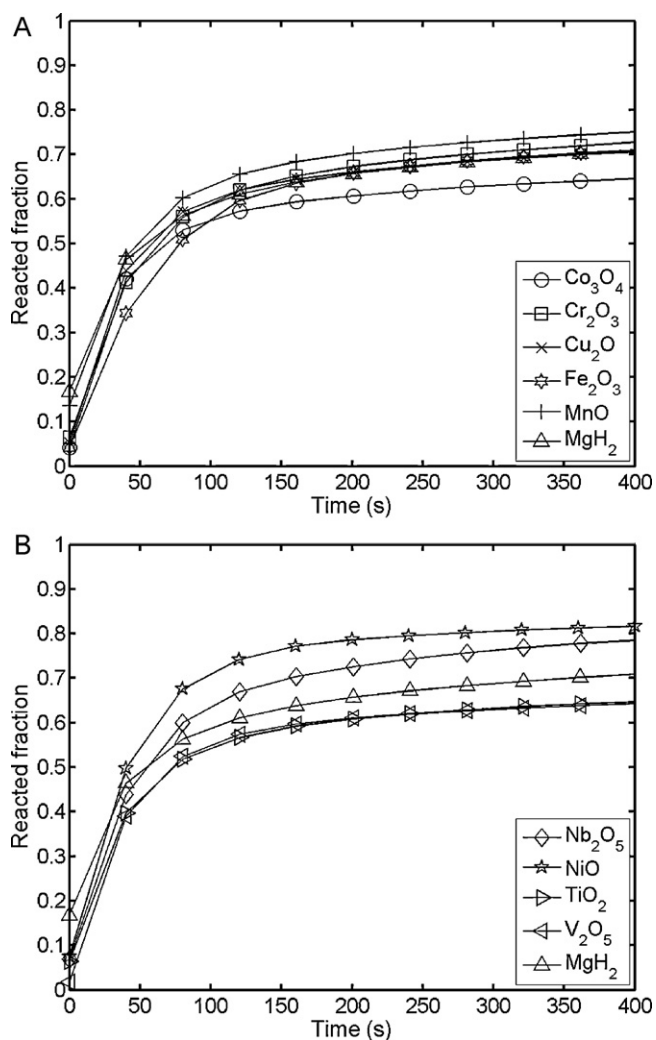 A
1
0.9
0.8
0.7
0.6
0.5
0.4
0.3
0.2
0.1
0
Reacted fraction
0 50 100 150 200 250 300 350 400
Time (s)
Co₃O₄
Cr₂O₃
Cu₂O
Fe₂O₃
MnO
MgH₂
B
1
0.9
0.8
0.7
0.6
0.5
0.4
0.3
0.2
0.1
0
Reacted fraction
0 50 100 150 200 250 300 350 400
Time (s)
Nb₂O₅
NiO
TiO₂
V₂O₅
MgH₂